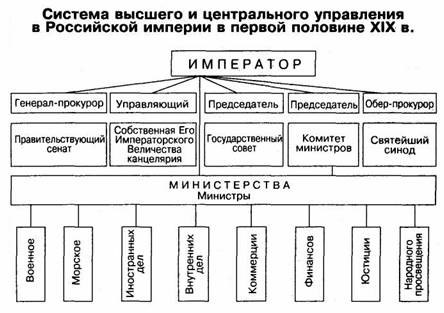 Система высшего и центрального управления
в Российской империи в первой половине XIX в.
ИМПЕРАТОР
Генерал-прокурор
Управляющий
Председатель
Председатель
Обер-прокурор
Правительствующий
сенат
Собственная Его
Императорского
Величества
канцелярия
Государственный
совет
Комитет
министров
Святейший
синод
МИНИСТЕРСТВА
Министры
Военное
Морское
Иностранных
дел
Внутренних
дел
Коммерции
Финансов
Юстиции
Народного
просвещения